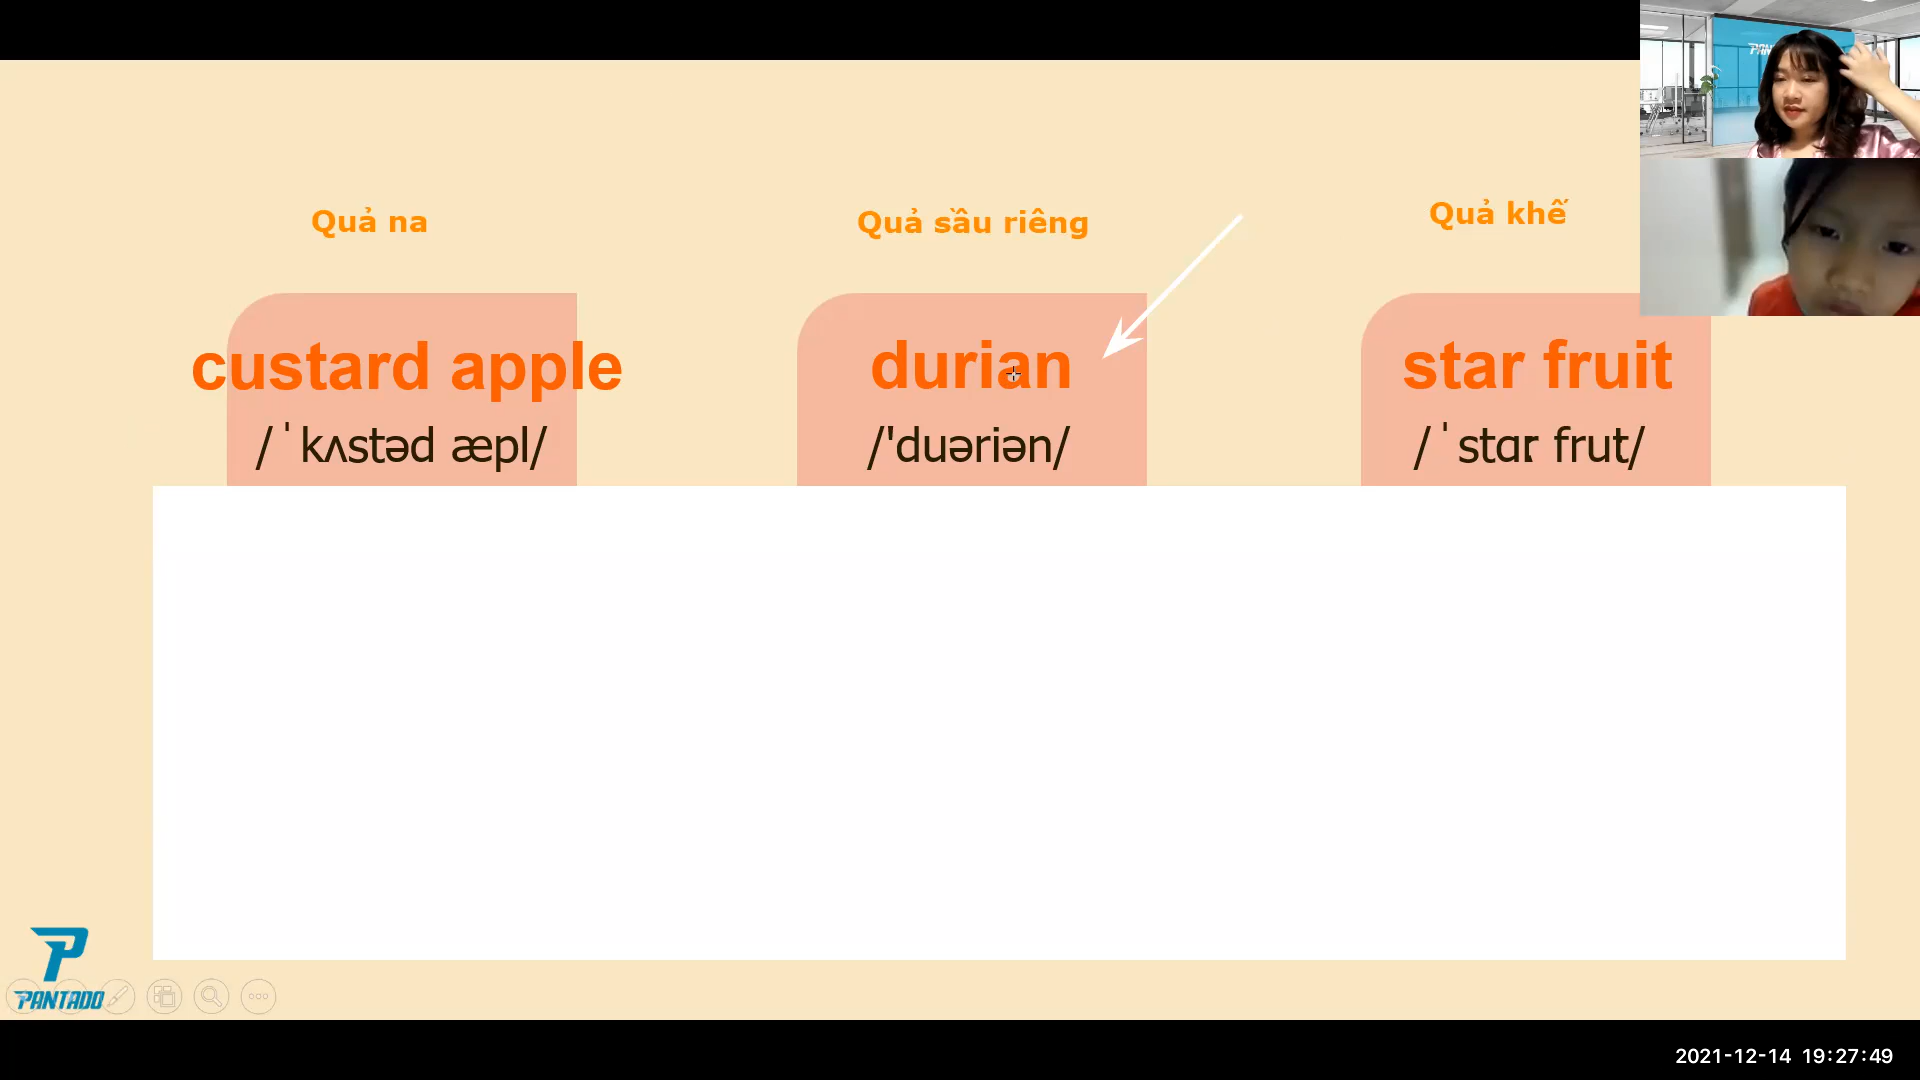 Quả na
Quả sầu riêng
Quả khế
custard apple
durian
star fruit
/ˈkʌstəd æpl/
/'duəriən/
/ˈstɑr frut/
PANTADO
2021-12-14 19:27:49